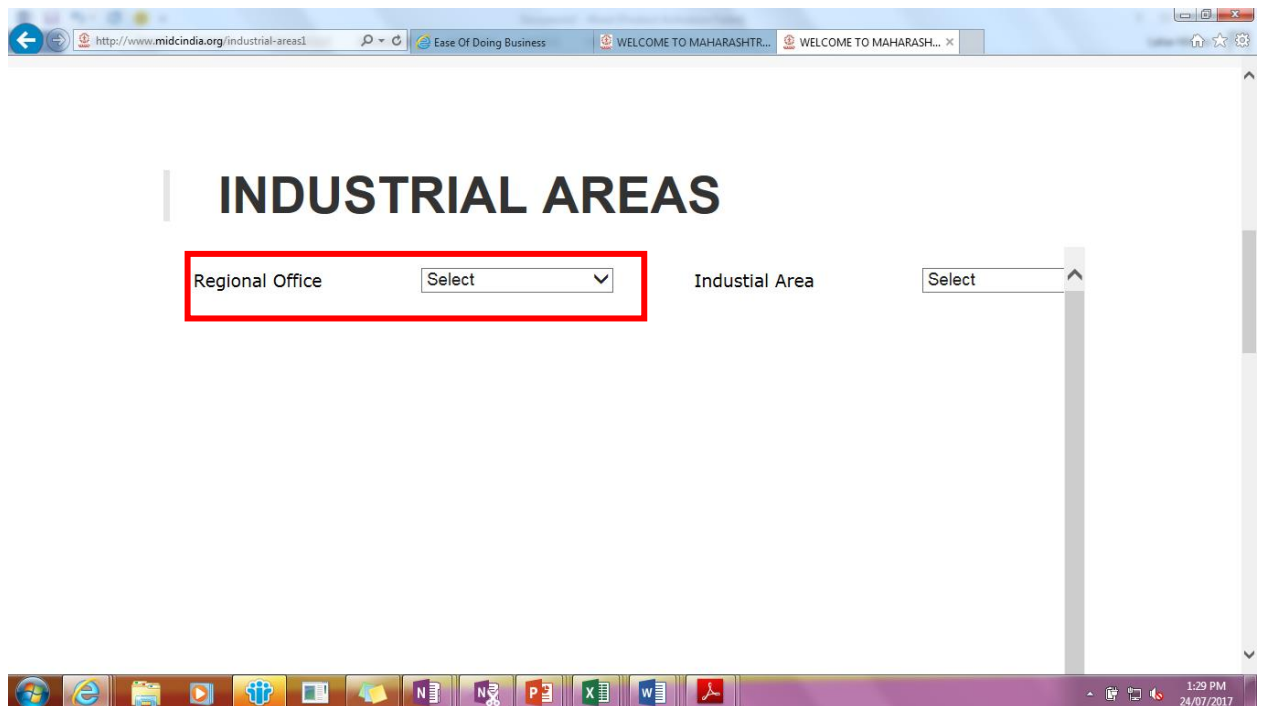 http://www.midcindia.org/industrial-areas1 Ease Of Doing Business WELCOME TO MAHARASHTR... WELCOME TO MAHARASH... ×
INDUSTRIAL AREAS
Regional Office Select Industial Area Select
1:29 PM
24/07/2017